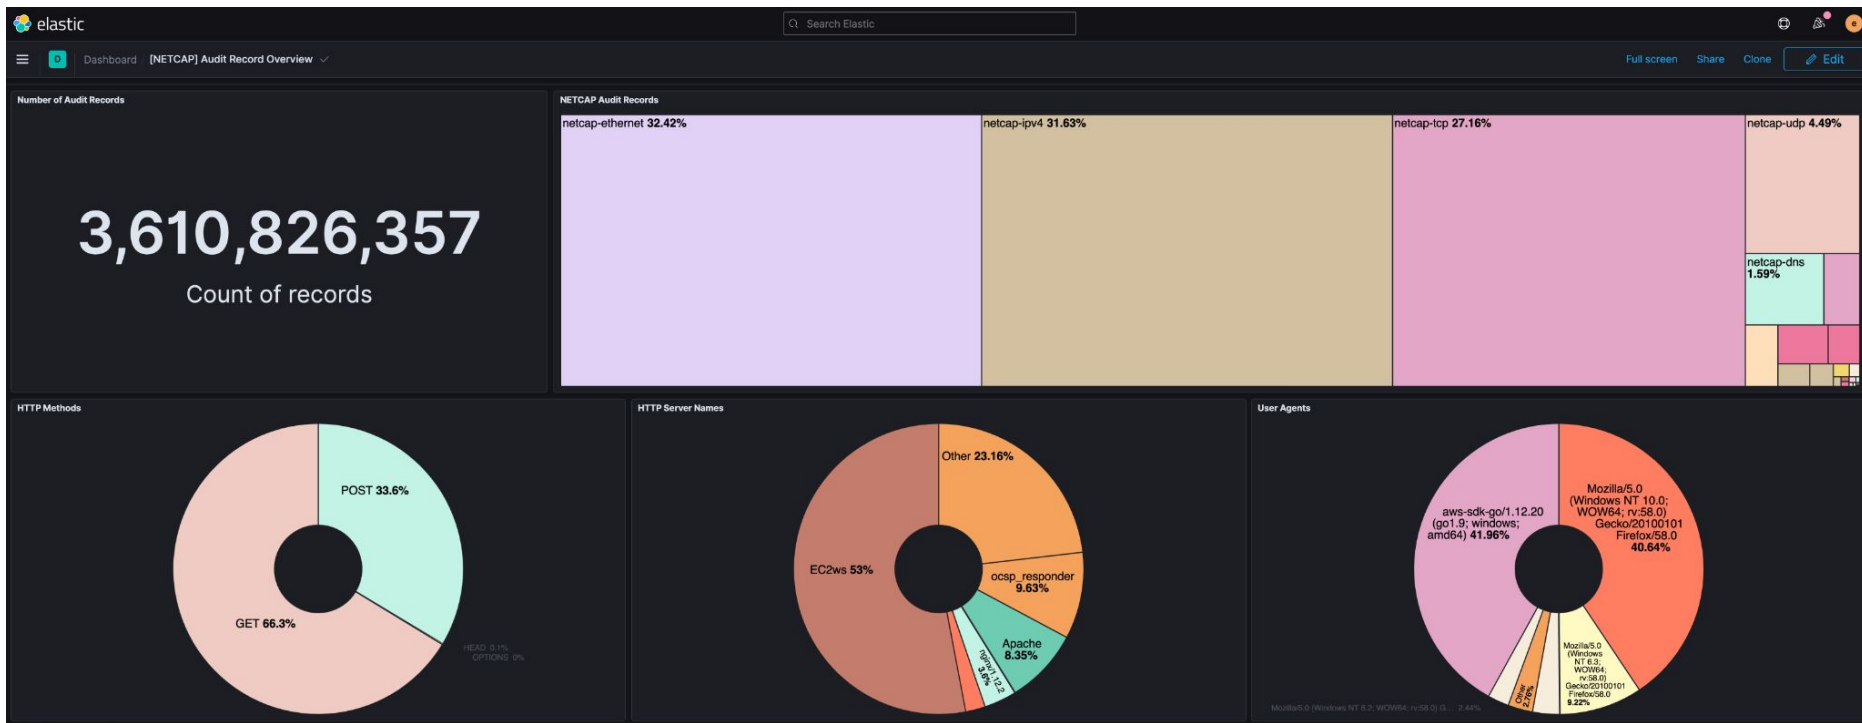 elastic
Search Elastic
e
D
Dashboard
[NETCAP] Audit Record Overview
Full screen
Share
Clone
Edit
Number of Audit Records
3,610,826,357
Count of records
NETCAP Audit Records
netcap-ethernet 32.42%
netcap-ipv4 31.63%
netcap-tcp 27.16%
netcap-udp 4.49%
netcap-dns
1.59%
HTTP Methods
POST 33.6%
GET 66.3%
HEAD 0.1%
OPTIONS 0%
HTTP Server Names
Other 23.16%
EC2ws 53%
ocsp_responder
9.63%
Apache
8.35%
nginx/1.12.2
3.6%
User Agents
Mozilla/5.0
(Windows NT 10.0;
WOW64; rv:58.0)
Gecko/20100101
Firefox/58.0
40.64%
aws-sdk-go/1.12.20
(go1.9; windows;
amd64) 41.96%
Mozilla/5.0
(Windows
NT 6.3;
WOW64;
rv:58.0)
Gecko/20100101
Firefox/58.0
9.22%
Other
2.76%
Mozilla/5.0 (Windows NT 6.2; WOW64; rv:58.0) G... 2.44%